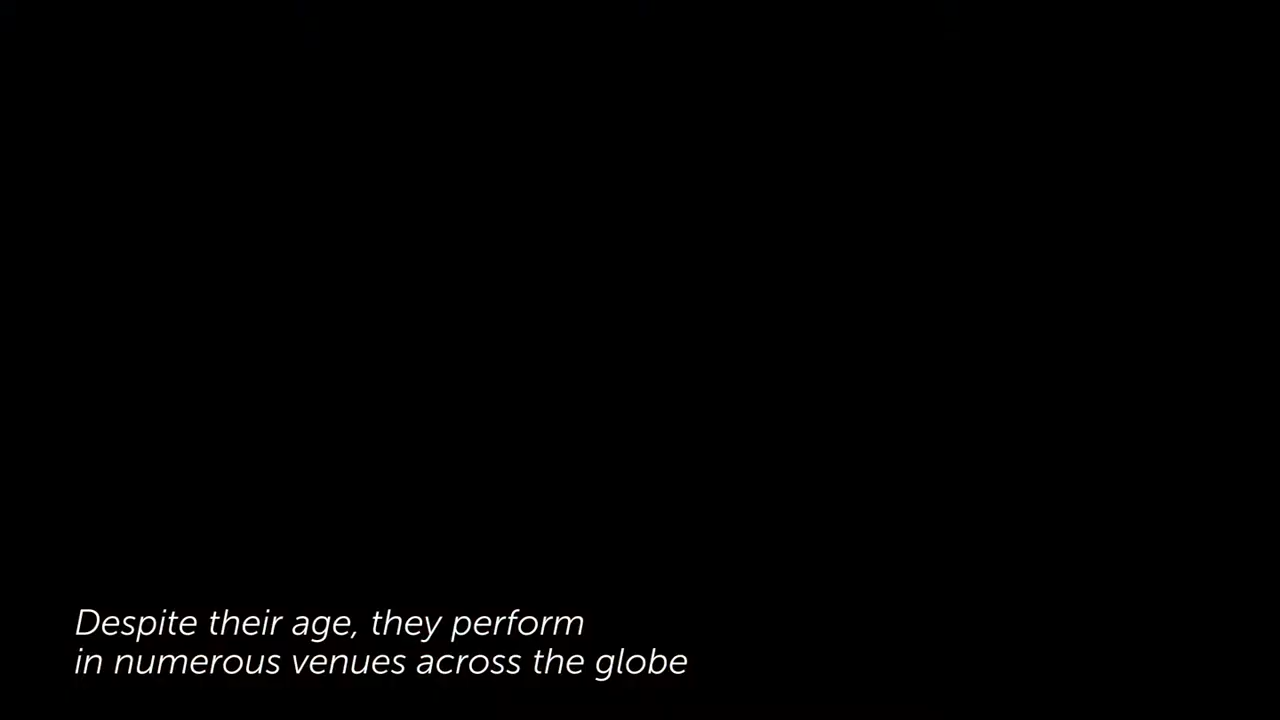 Despite their age, they perform
in numerous venues across the globe